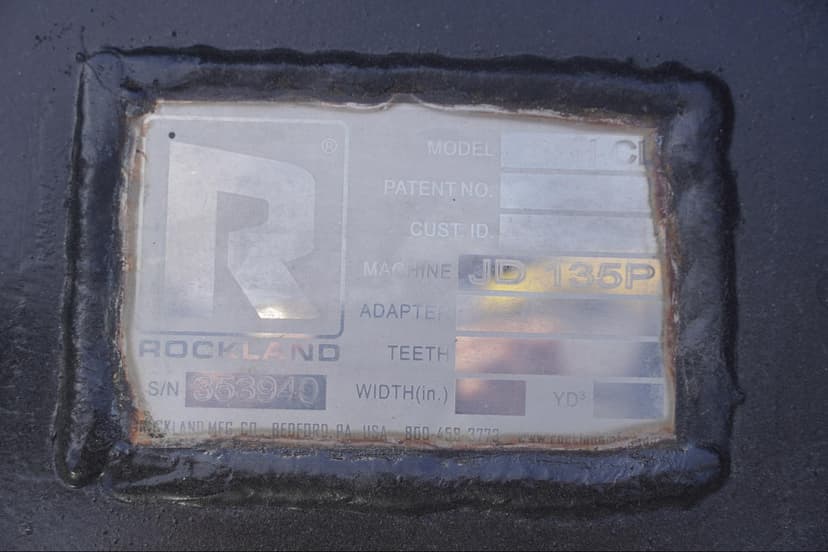 R ®
MODEL CL
PATENT NO.
CUST. ID.
MACHINE JD 135P
ADAPTER
TEETH
ROCKLAND
S/N 353940
WIDTH(in.) YD³
ROCKLAND MFG CO. BEDFORD PA USA 800 458 3773